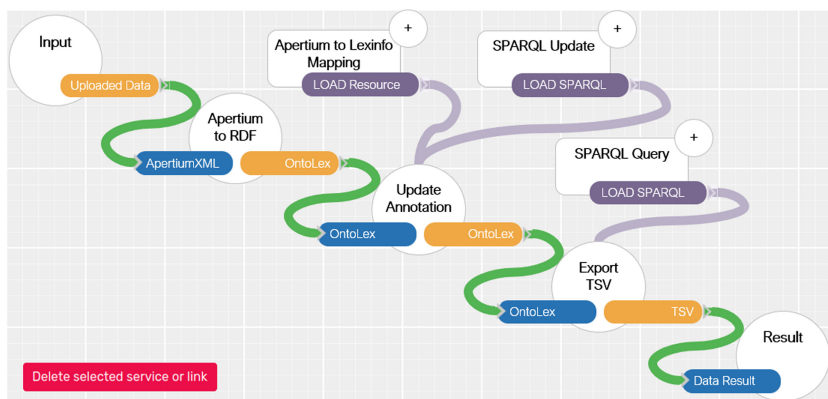 Input
Uploaded Data
Apertium to Lexinfo
Mapping
+
LOAD Resource
SPARQL Update
+
LOAD SPARQL
Apertium
to RDF
ApertiumXML
OntoLex
SPARQL Query
+
LOAD SPARQL
Update
Annotation
OntoLex
OntoLex
Export
TSV
OntoLex
TSV
Result
Data Result
Delete selected service or link